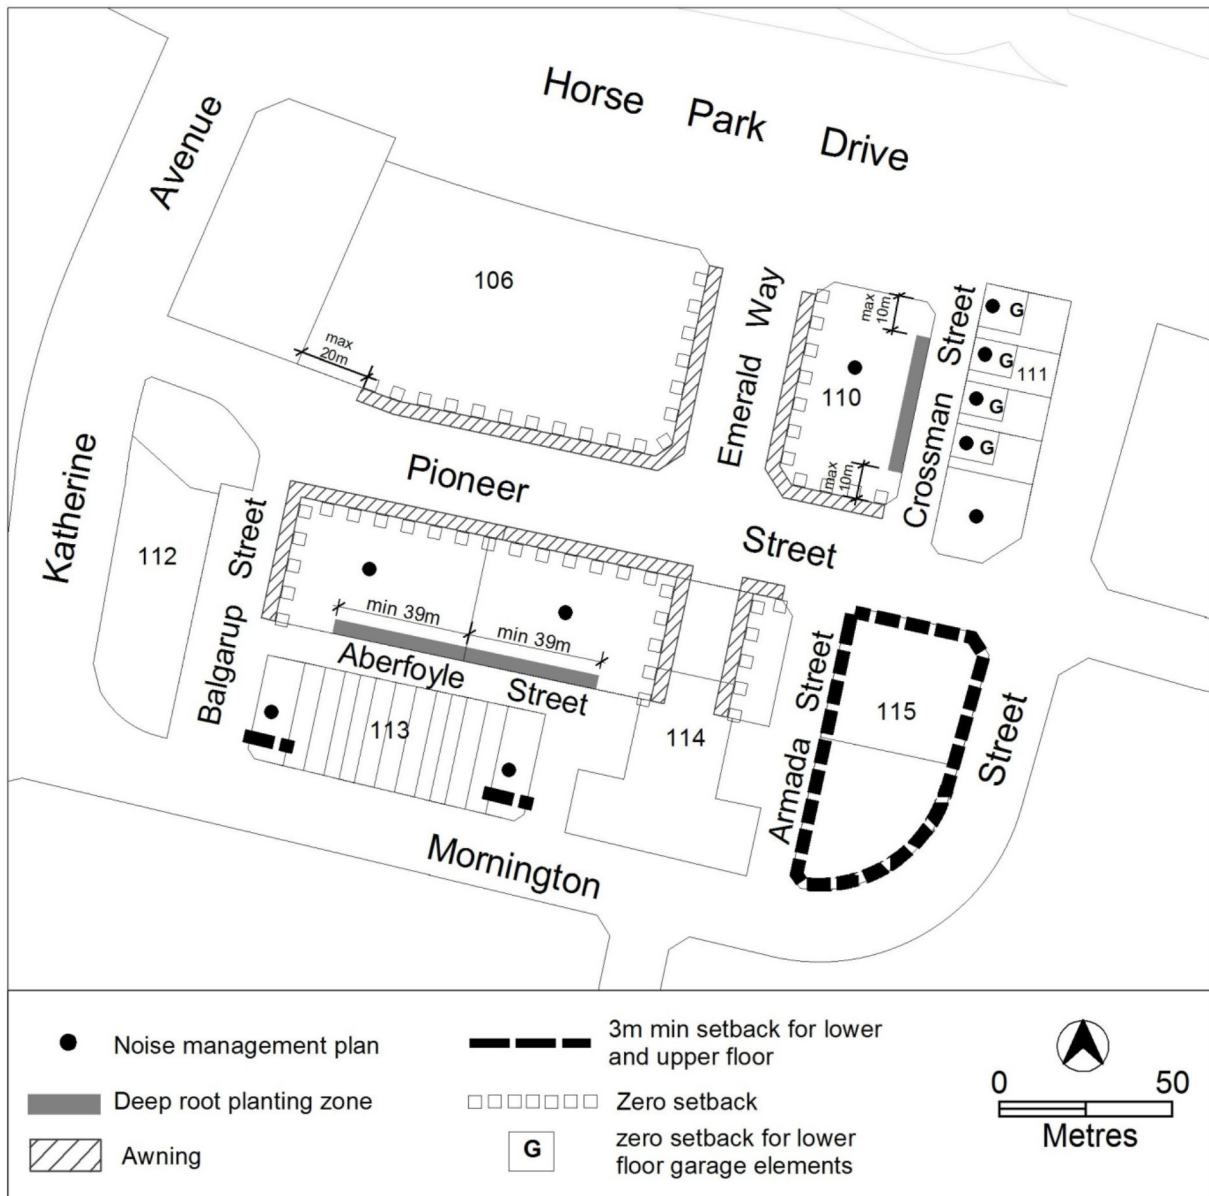 Horse Park Drive
Avenue
106
max
20m
Emerald Way
max
10m
110
max
10m
Crossman Street
G
G
111
G
G
Katherine
Pioneer
Street
112
Balgarup Street
min 39m
min 39m
Aberfoyle
Street
113
114
Armada Street
115
Street
Mornington
Noise management plan
Deep root planting zone
Awning
3m min setback for lower
and upper floor
Zero setback
G
zero setback for lower
floor garage elements
0 50
Metres